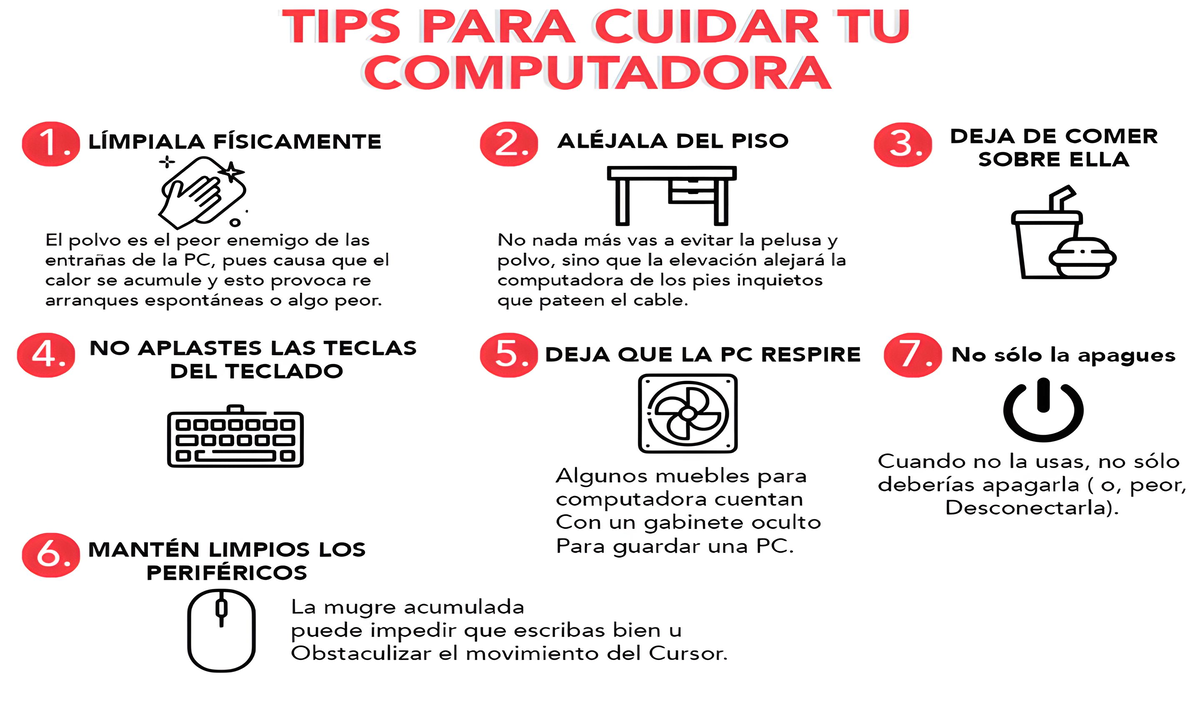 TIPS PARA CUIDAR TU
COMPUTADORA
1. LÍMPIALA FÍSICAMENTE
El polvo es el peor enemigo de las
entrañas de la PC, pues causa que el
calor se acumule y esto provoca re
arranques espontáneas o algo peor.
2. ALÉJALA DEL PISO
No nada más vas a evitar la pelusa y
polvo, sino que la elevación alejará la
computadora de los pies inquietos
que pateen el cable.
3. DEJA DE COMER
SOBRE ELLA
4. NO APLASTES LAS TECLAS
DEL TECLADO
5. DEJA QUE LA PC RESPIRE
Algunos muebles para
computadora cuentan
Con un gabinete oculto
Para guardar una PC.
7. No sólo la apagues
Cuando no la usas, no sólo
deberías apagarla ( o, peor,
Desconectarla).
6. MANTÉN LIMPIOS LOS
PERIFÉRICOS
La mugre acumulada
puede impedir que escribas bien u
Obstaculizar el movimiento del Cursor.